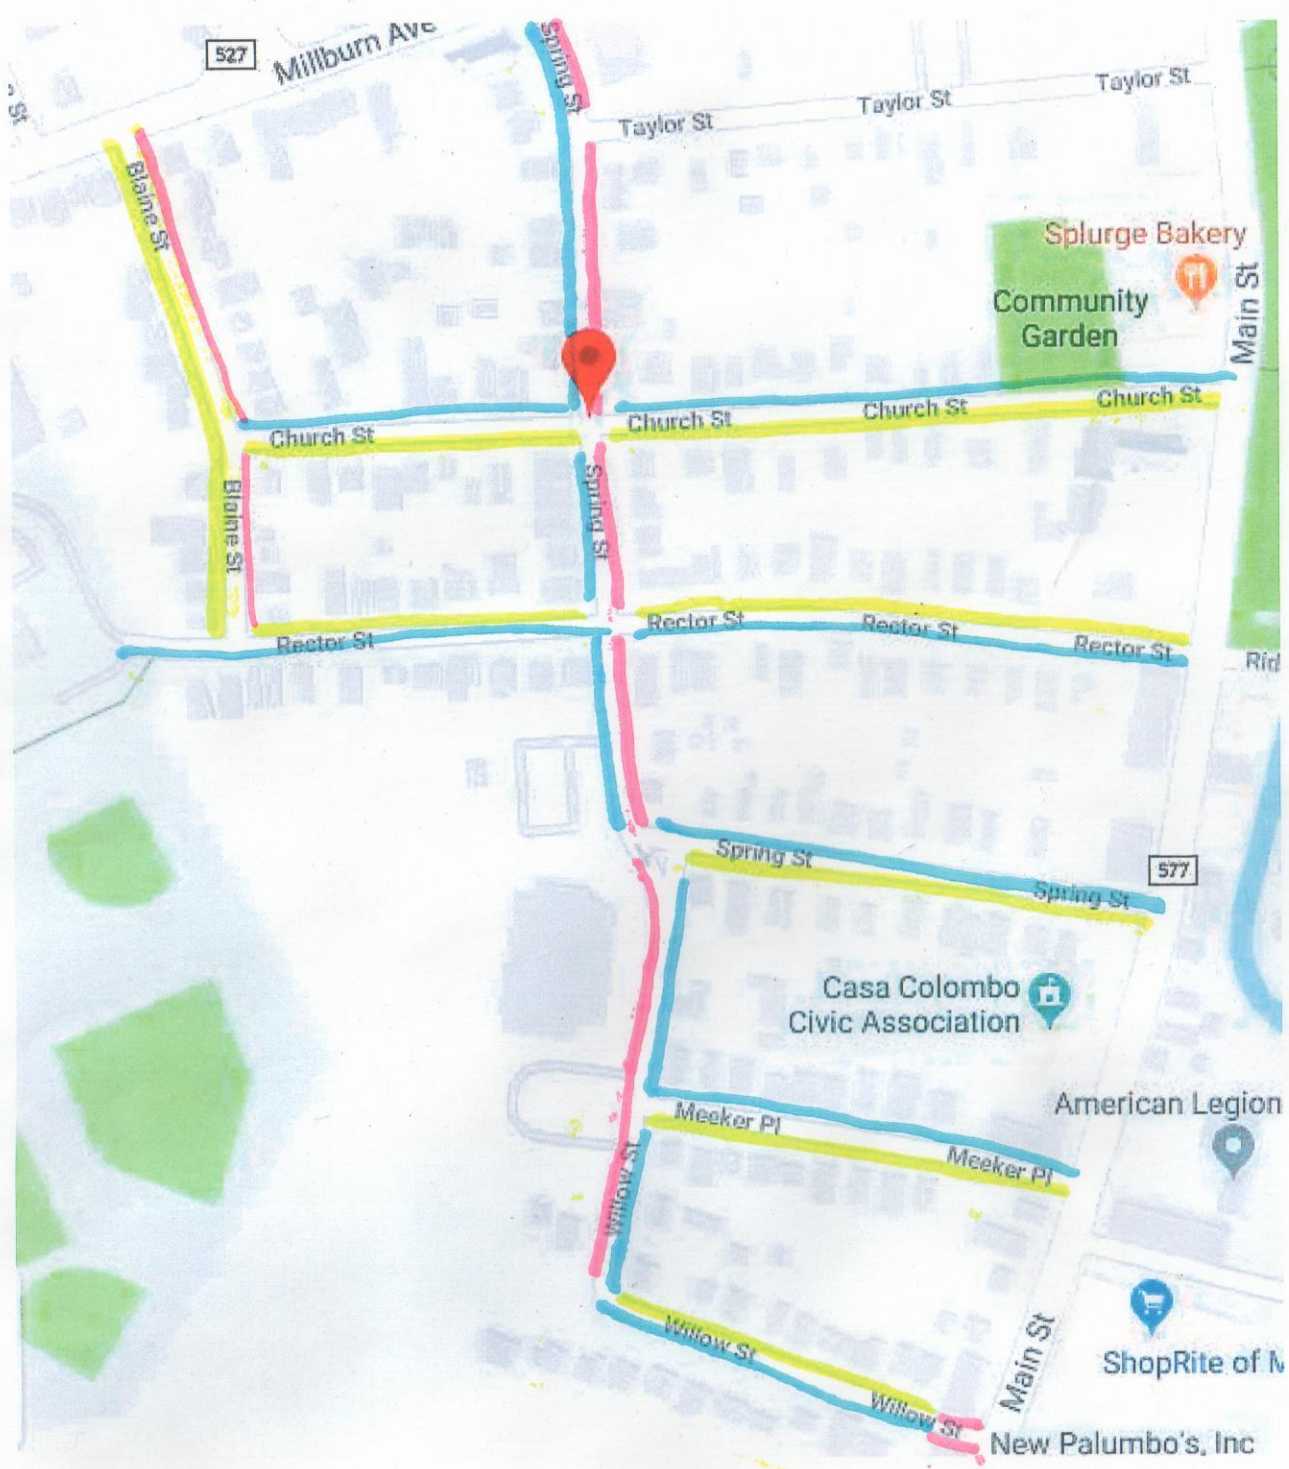 527
Millburn Ave
Spring St
St
Taylor St
Taylor St
Taylor St
Blaine St
Splurge Bakery
Community
Garden
Main St
Church St
Church St
Church St
Church St
Blaine St
Spring St
Rector St
Rector St
Rector St
Rector St
Rid
Spring St
577
Spring St
Casa Colombo
Civic Association
American Legion
Meeker Pl
Meeker Pl
Willow St
Willow St
Main St
ShopRite of M
Willow St
New Palumbo's, Inc